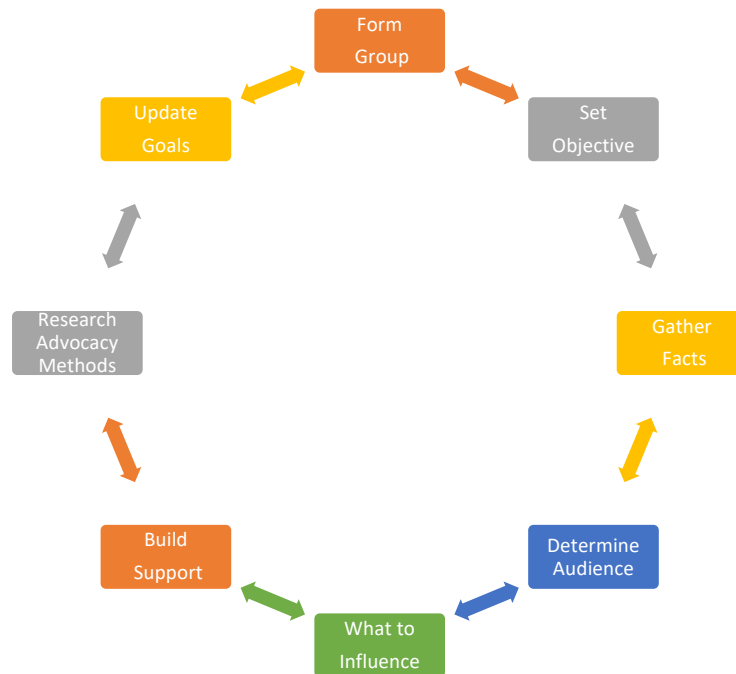 Form
Group
Set
Objective
Gather
Facts
Determine
Audience
What to
Influence
Build
Support
Research
Advocacy
Methods
Update
Goals